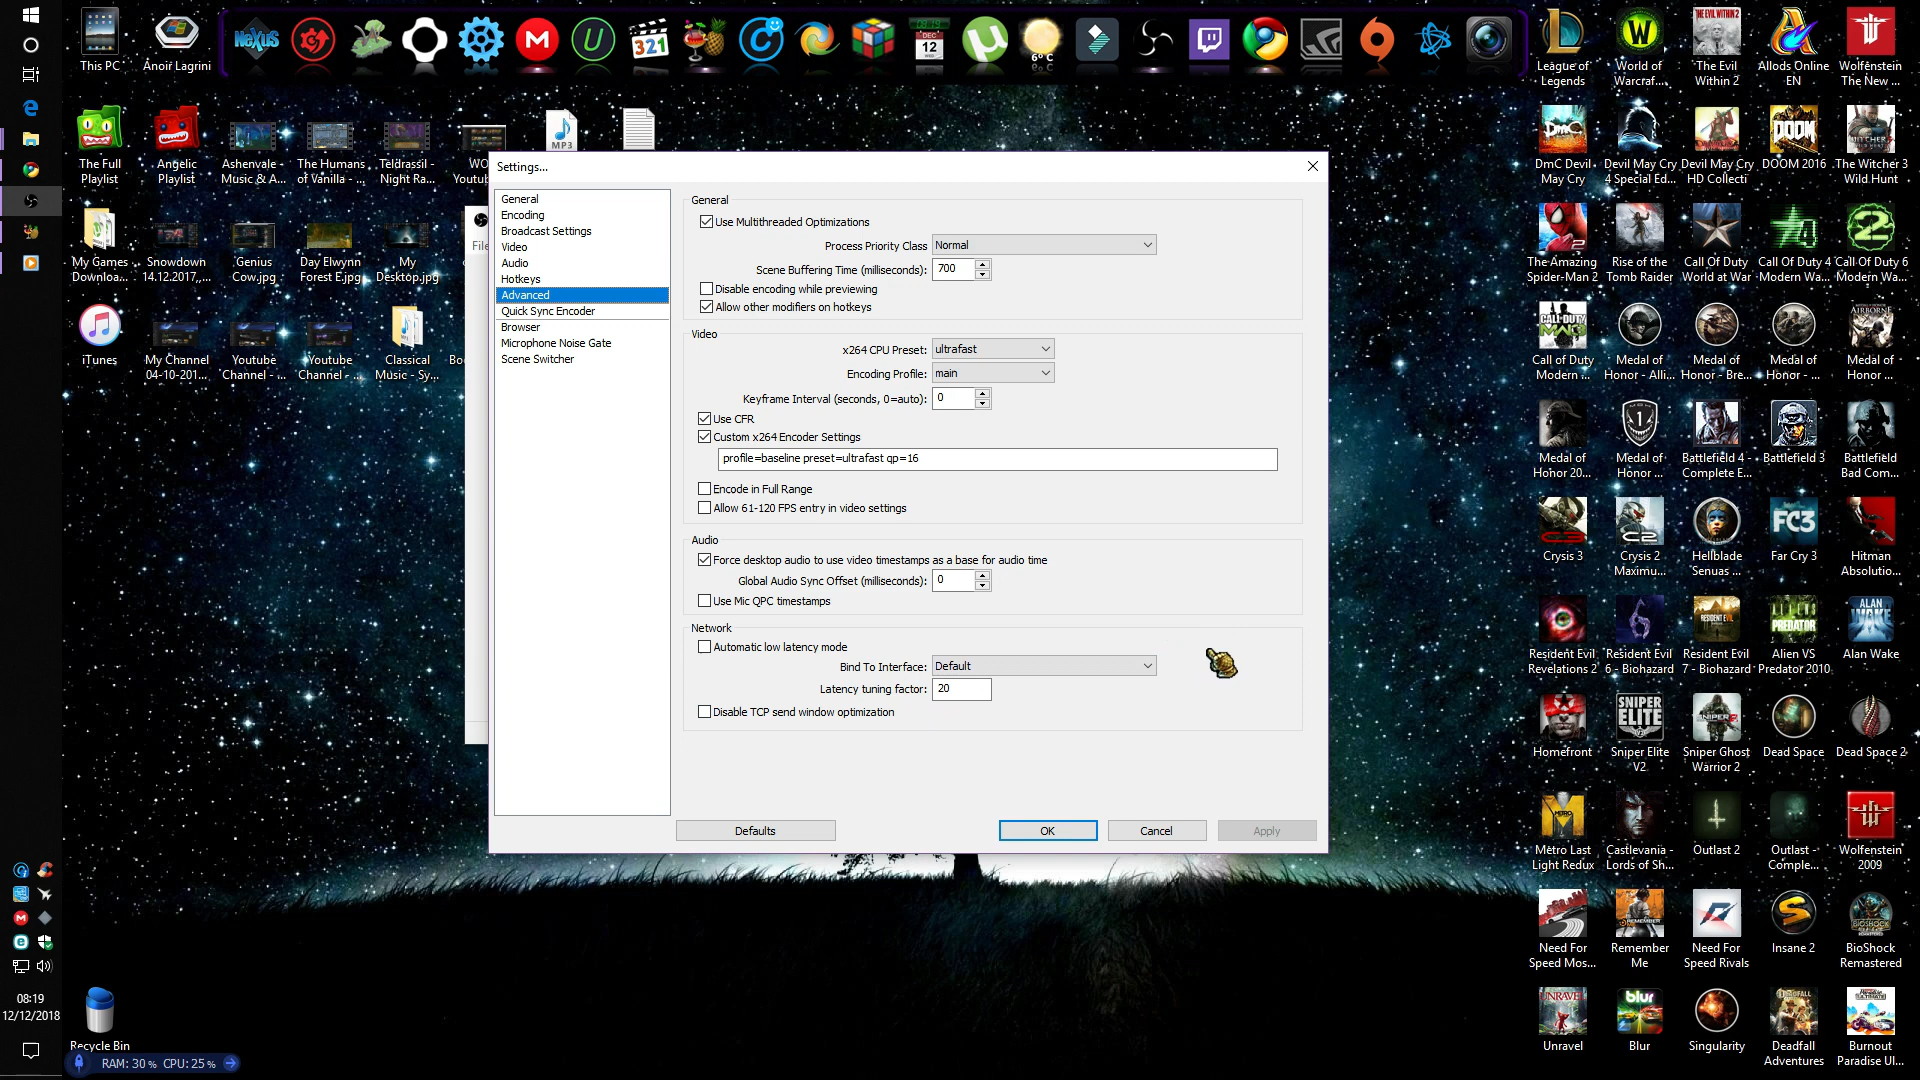 This PC
Anoir Lagrini
NEXUS
321
DEC
12
6° C
League of
Legends
World of
Warcraf...
The Evil
Within 2
Allods Online
EN
Wolfenstein
The New ...
The Full
Playlist
Angelic
Playlist
Ashenvale -
Music & A...
The Humans
of Vanilla - ...
Teldrassil -
Night Ra...
WO
Youtub
MP3
DmC Devil
May Cry
Devil May Cry
4 Special Ed...
Devil May Cry
HD Collecti
DOOM 2016
The Witcher 3
Wild Hunt
My Games
Downloa...
Snowdown
14.12.2017,...
Genius
Cow.jpg
Day Elwynn
Forest E.jpg
My
Desktop.jpg
The Amazing
Spider-Man 2
Rise of the
Tomb Raider
Call Of Duty
World at War
Call Of Duty 4
Modern Wa...
Call Of Duty 6
Modern Wa...
iTunes
My Channel
04-10-201...
Youtube
Channel - ...
Youtube
Channel - ...
Classical
Music - Sy...
Bo
Call of Duty
Modern ...
Medal of
Honor - Alli...
Medal of
Honor - Bre...
Medal of
Honor - ...
Medal of
Honor ...
Medal of
Honor 20...
Medal of
Honor ...
Battlefield 4 -
Complete E...
Battlefield 3
Battlefield
Bad Com...
Crysis 3
Crysis 2
Maximu...
Hellblade
Senuas ...
Far Cry 3
Hitman
Absolutio...
Resident Evil
Revelations 2
Resident Evil
6 - Biohazard
Resident Evil
7 - Biohazard
Alien VS
Predator 2010
Alan Wake
Homefront
Sniper Elite
V2
Sniper Ghost
Warrior 2
Dead Space
Dead Space 2
Metro Last
Light Redux
Castlevania -
Lords of Sh...
Outlast 2
Outlast -
Comple...
Wolfenstein
2009
Need For
Speed Mos...
Remember
Me
Need For
Speed Rivals
Insane 2
BioShock
Remastered
Unravel
Blur
Singularity
Deadfall
Adventures
Burnout
Paradise Ul...
File
Settings...
General
Encoding
Broadcast Settings
Video
Audio
Hotkeys
Advanced
Quick Sync Encoder
Browser
Microphone Noise Gate
Scene Switcher
General
Use Multithreaded Optimizations
Process Priority Class Normal
Scene Buffering Time (milliseconds): 700
Disable encoding while previewing
Allow other modifiers on hotkeys
Video
x264 CPU Preset: ultrafast
Encoding Profile: main
Keyframe Interval (seconds, 0=auto): 0
Use CFR
Custom x264 Encoder Settings
profile=baseline preset=ultrafast qp=16
Encode in Full Range
Allow 61-120 FPS entry in video settings
Audio
Force desktop audio to use video timestamps as a base for audio time
Global Audio Sync Offset (milliseconds): 0
Use Mic QPC timestamps
Network
Automatic low latency mode
Bind To Interface: Default
Latency tuning factor: 20
Disable TCP send window optimization
Defaults
OK
Cancel
Apply
08:19
12/12/2018
Recycle Bin
RAM: 30 % CPU: 25 %